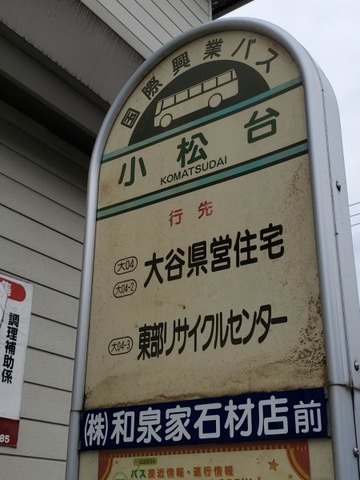 国際興業バス
小松台
KOMATSUDAI
行先
大04
大04-2
大谷県営住宅
大04-3
東部リサイクルセンター
(株)和泉家石材店前
バス接近情報・運行情報
調理補助係
85